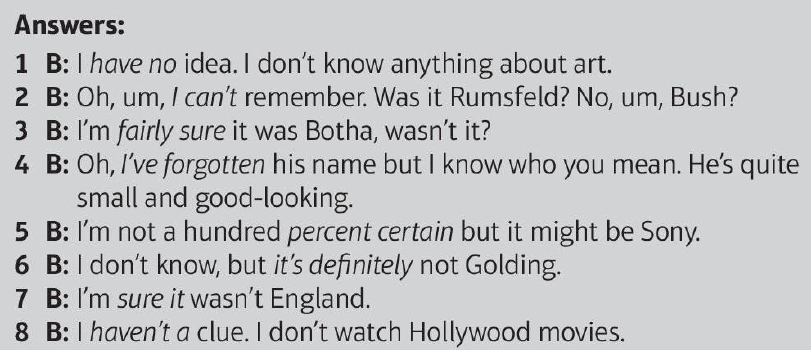 Answers:
1 B: I have no idea. I don't know anything about art.
2 B: Oh, um, I can't remember. Was it Rumsfeld? No, um, Bush?
3 B: I'm fairly sure it was Botha, wasn't it?
4 B: Oh, I've forgotten his name but I know who you mean. He's quite
small and good-looking.
5 B: I'm not a hundred percent certain but it might be Sony.
6 B: I don't know, but it's definitely not Golding.
7 B: I'm sure it wasn't England.
8 B: I haven't a clue. I don't watch Hollywood movies.